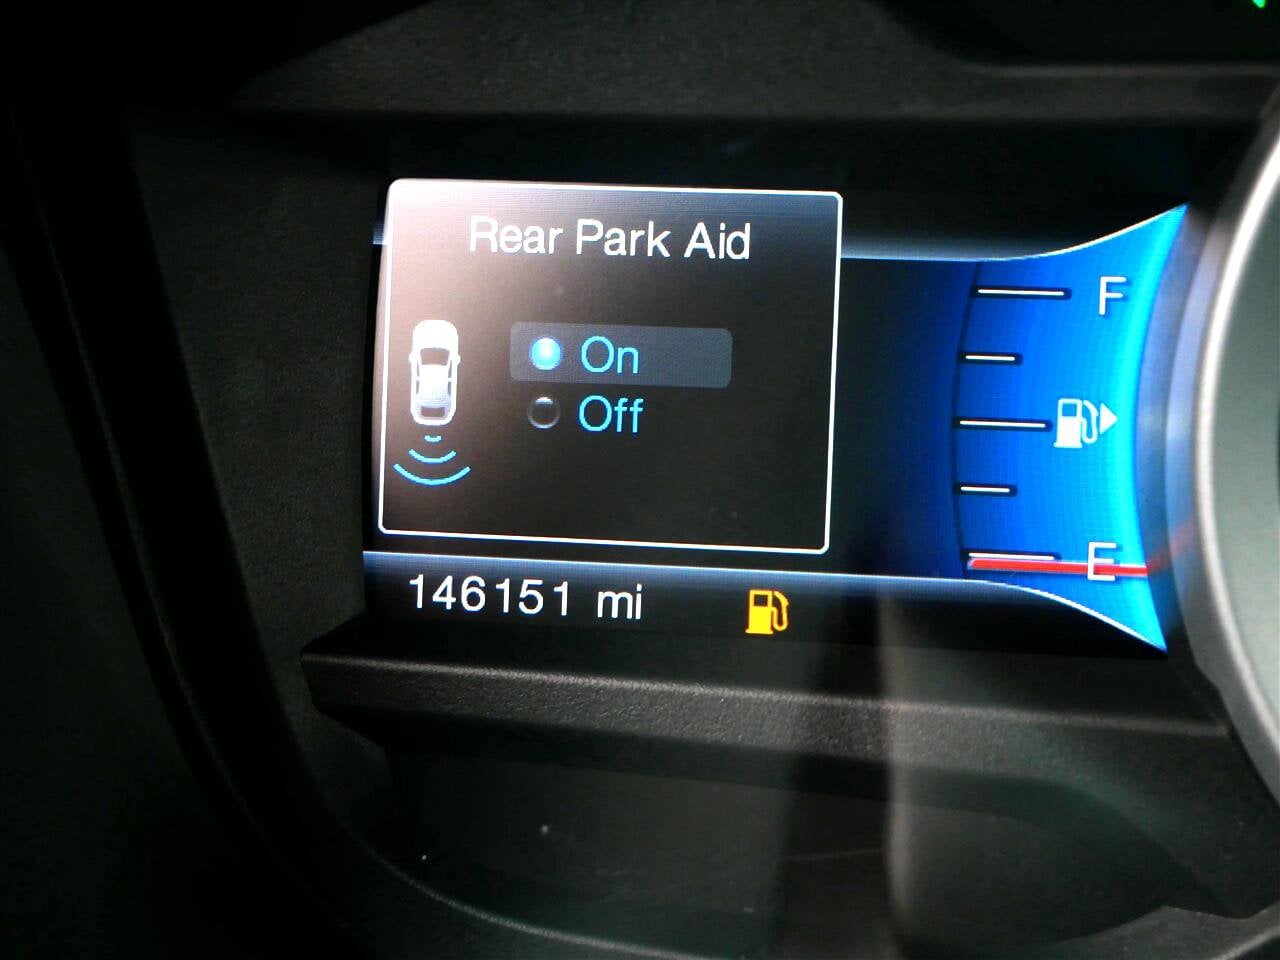 Rear Park Aid
On
Off
F
E
146151 mi